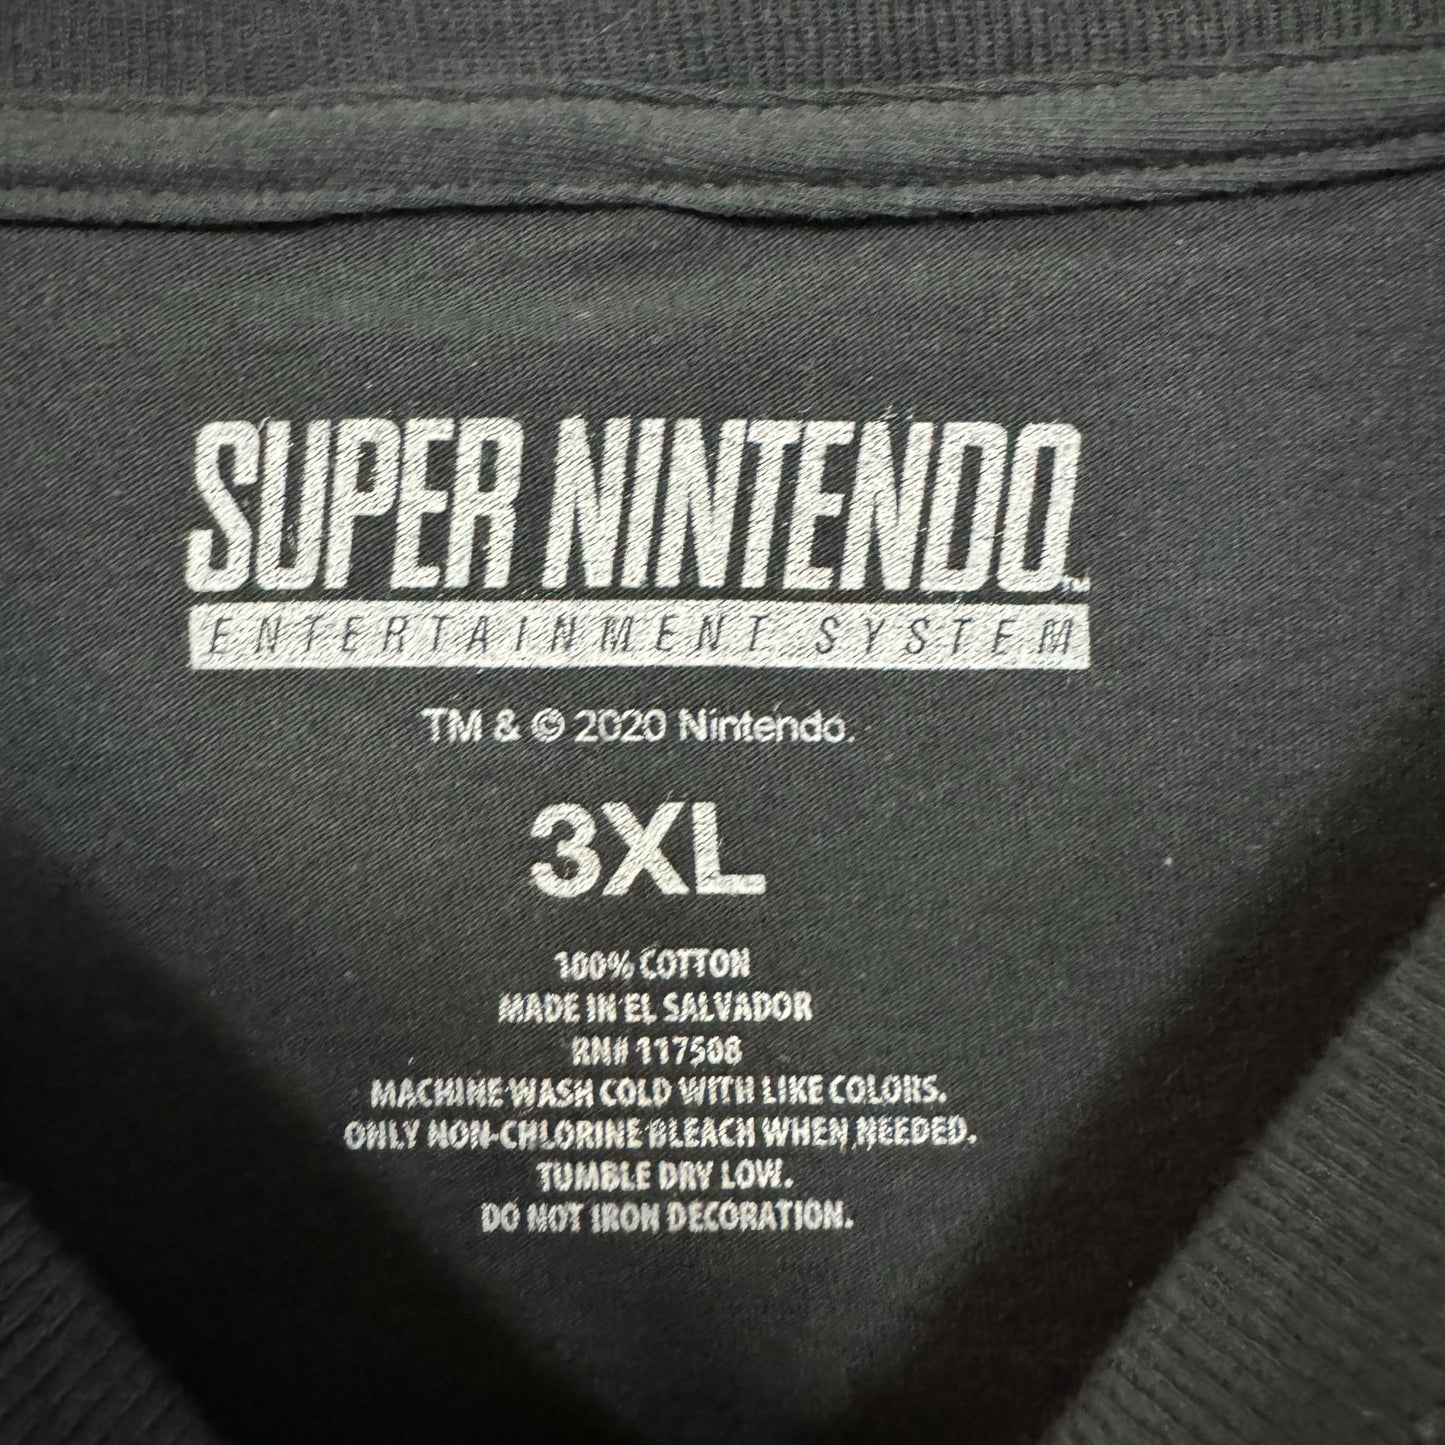 SUPER NINTENDO™
ENTERTAINMENT SYSTEM
TM & © 2020 Nintendo.
3XL
100% COTTON
MADE IN EL SALVADOR
RN# 117508
MACHINE WASH COLD WITH LIKE COLORS.
ONLY NON-CHLORINE BLEACH WHEN NEEDED.
TUMBLE DRY LOW.
DO NOT IRON DECORATION.